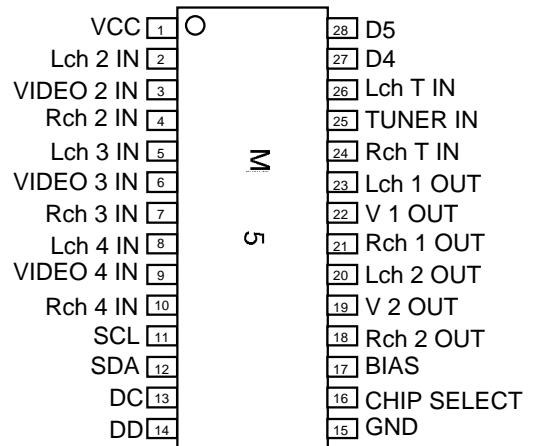 VCC 1
Lch 2 IN 2
VIDEO 2 IN 3
Rch 2 IN 4
Lch 3 IN 5
VIDEO 3 IN 6
Rch 3 IN 7
Lch 4 IN 8
VIDEO 4 IN 9
Rch 4 IN 10
SCL 11
SDA 12
DC 13
DD 14
M
5
28 D5
27 D4
26 Lch T IN
25 TUNER IN
24 Rch T IN
23 Lch 1 OUT
22 V 1 OUT
21 Rch 1 OUT
20 Lch 2 OUT
19 V 2 OUT
18 Rch 2 OUT
17 BIAS
16 CHIP SELECT
15 GND